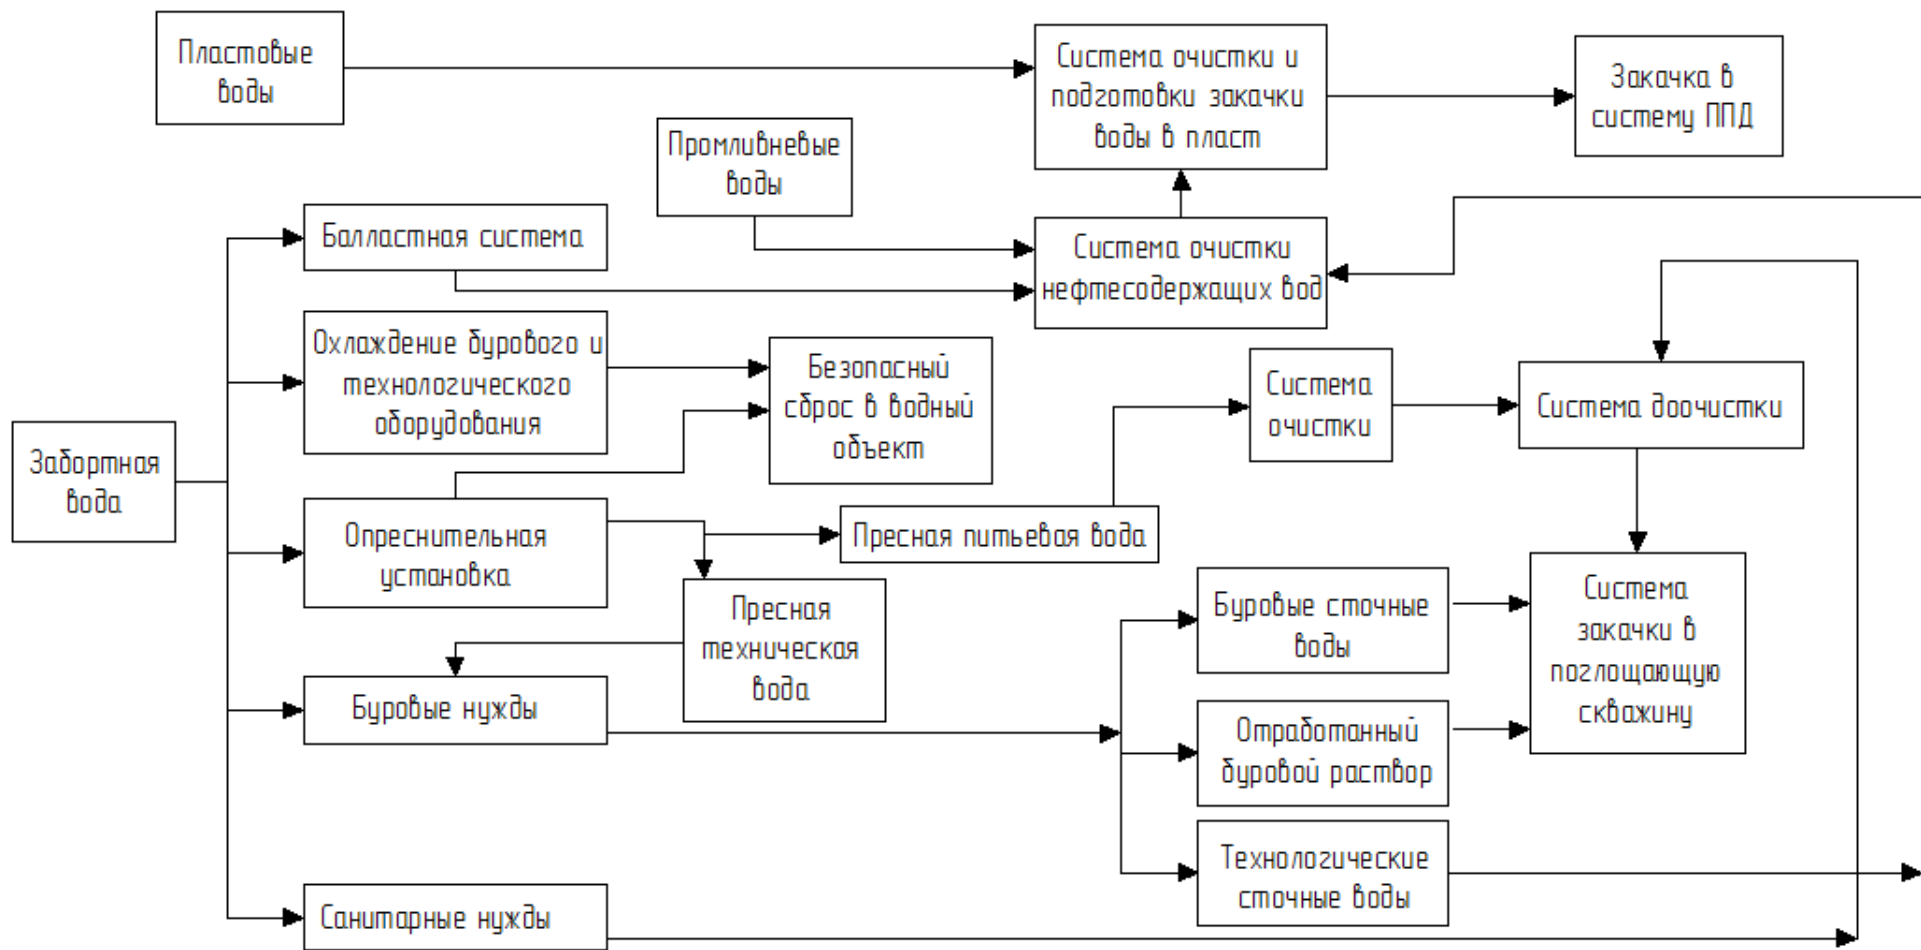 Пластовые
воды
Система очистки и
подготовки закачки
воды в пласт
Закачка в
систему ППД
Промливневые
воды
Балластная система
Система очистки
нефтесодержащих вод
Охлаждение бурового и
технологического
оборудования
Безопасный
сброс в водный
объект
Система
очистки
Система доочистки
Забортная
вода
Опреснительная
установка
Пресная питьевая вода
Пресная
техническая
вода
Буровые сточные
воды
Система
закачки в
поглощающую
скважину
Буровые нужды
Отработанный
буровой раствор
Технологические
сточные воды
Санитарные нужды